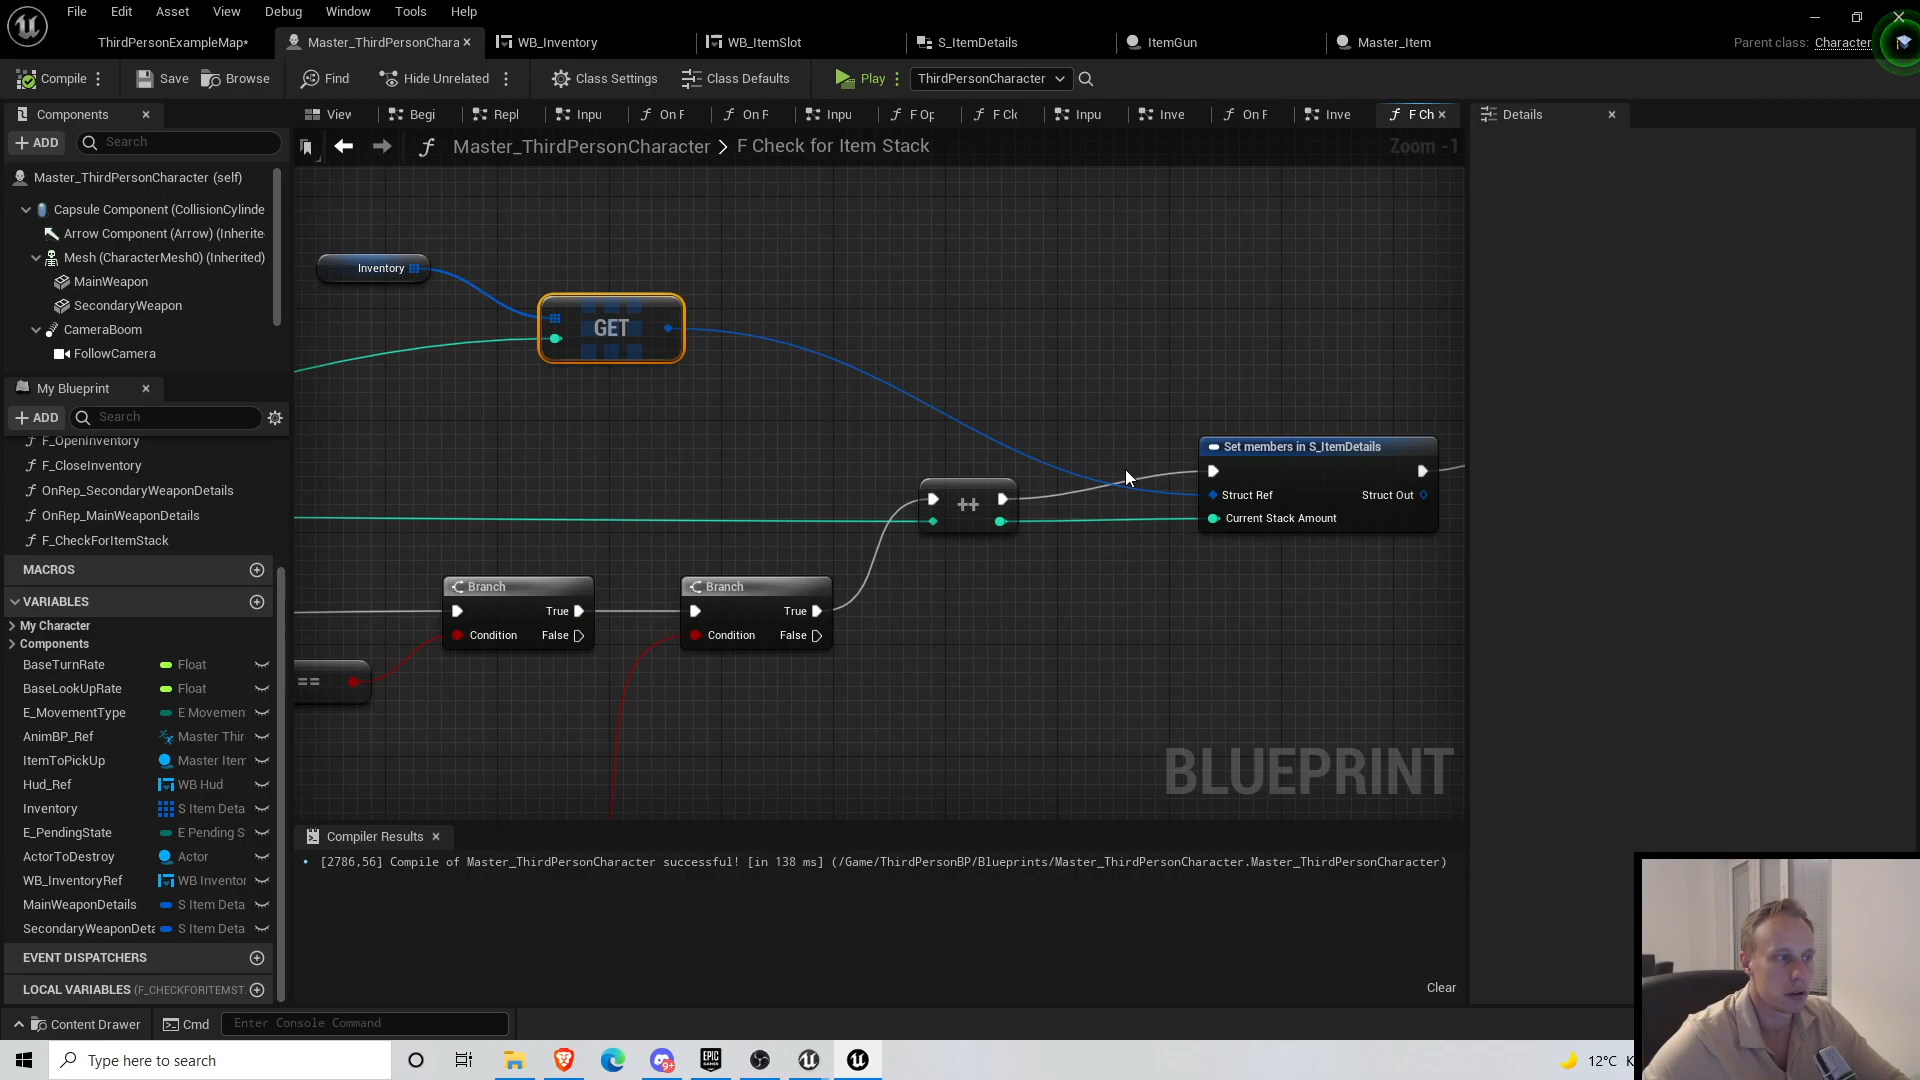 File Edit Asset View Debug Window Tools Help
ThirdPersonExampleMap*
Master_ThirdPersonChara
WB_Inventory
WB_ItemSlot
S_ItemDetails
ItemGun
Master_Item
Parent class: Character
Compile
Save
Browse
Find
Hide Unrelated
Class Settings
Class Defaults
Play
ThirdPersonCharacter
Components
ADD
Search
View
Begi
Repl
Inpu
On F
On F
Inpu
F Op
F Clo
Inpu
Inve
On F
Inve
F Ch
Details
Master_ThirdPersonCharacter > F Check for Item Stack
Zoom -1
Master_ThirdPersonCharacter (self)
Capsule Component (CollisionCylinde
Arrow Component (Arrow) (Inherite
Mesh (CharacterMesh0) (Inherited)
MainWeapon
SecondaryWeapon
CameraBoom
FollowCamera
My Blueprint
ADD
Search
F_OpenInventory
F_CloseInventory
OnRep_SecondaryWeaponDetails
OnRep_MainWeaponDetails
F_CheckForItemStack
MACROS
VARIABLES
My Character
Components
BaseTurnRate Float
BaseLookUpRate Float
E_MovementType E Movemen
AnimBP_Ref Master Thir
ItemToPickUp Master Item
Hud_Ref WB Hud
Inventory S Item Deta
E_PendingState E Pending S
ActorToDestroy Actor
WB_InventoryRef WB Inventor
MainWeaponDetails S Item Deta
SecondaryWeaponDeta S Item Deta
EVENT DISPATCHERS
LOCAL VARIABLES (F_CHECKFORITEMST
Inventory
GET
++
Set members in S_ItemDetails
Struct Ref Struct Out
Current Stack Amount
Branch
True
Condition False
Branch
True
Condition False
==
BLUEPRINT
Compiler Results
[2786,56] Compile of Master_ThirdPersonCharacter successful! [in 138 ms] (/Game/ThirdPersonBP/Blueprints/Master_ThirdPersonCharacter.Master_ThirdPersonCharacter)
Clear
Content Drawer
Cmd
Enter Console Command
Type here to search
9+
EPIC
GAMES
12°C K